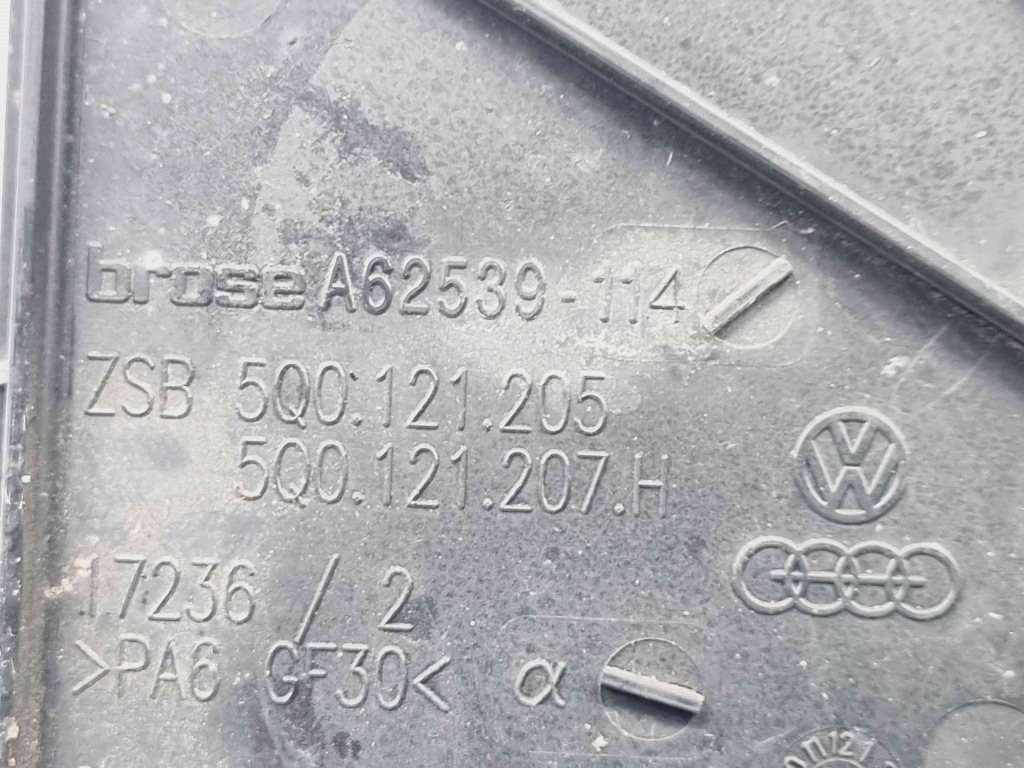 brose A62539-114
ZSB 5Q0.121.205
5Q0.121.207.H
17236 / 2
>PA6 GF30< α